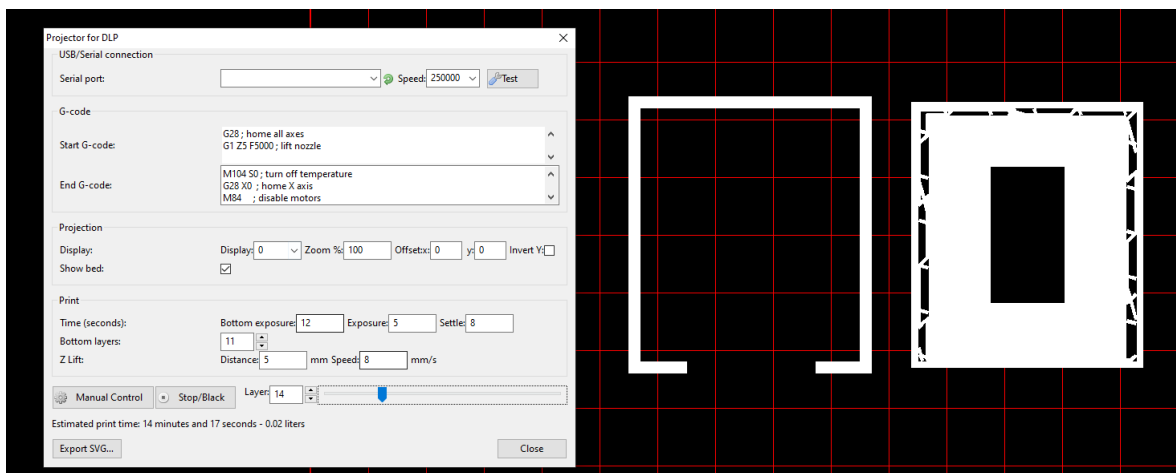 Projector for DLP
USB/Serial connection
Serial port: Speed: 250000 Test
G-code
Start G-code:
G28 ; home all axes
G1 Z5 F5000 ; lift nozzle
End G-code:
M104 S0 ; turn off temperature
G28 X0 ; home X axis
M84 ; disable motors
Projection
Display: Display: 0 Zoom %: 100 Offset:x: 0 y: 0 Invert Y:
Show bed:
Print
Time (seconds): Bottom exposure: 12 Exposure: 5 Settle: 8
Bottom layers: 11
Z Lift: Distance: 5 mm Speed: 8 mm/s
Manual Control Stop/Black Layer: 14
Estimated print time: 14 minutes and 17 seconds - 0.02 liters
Export SVG... Close